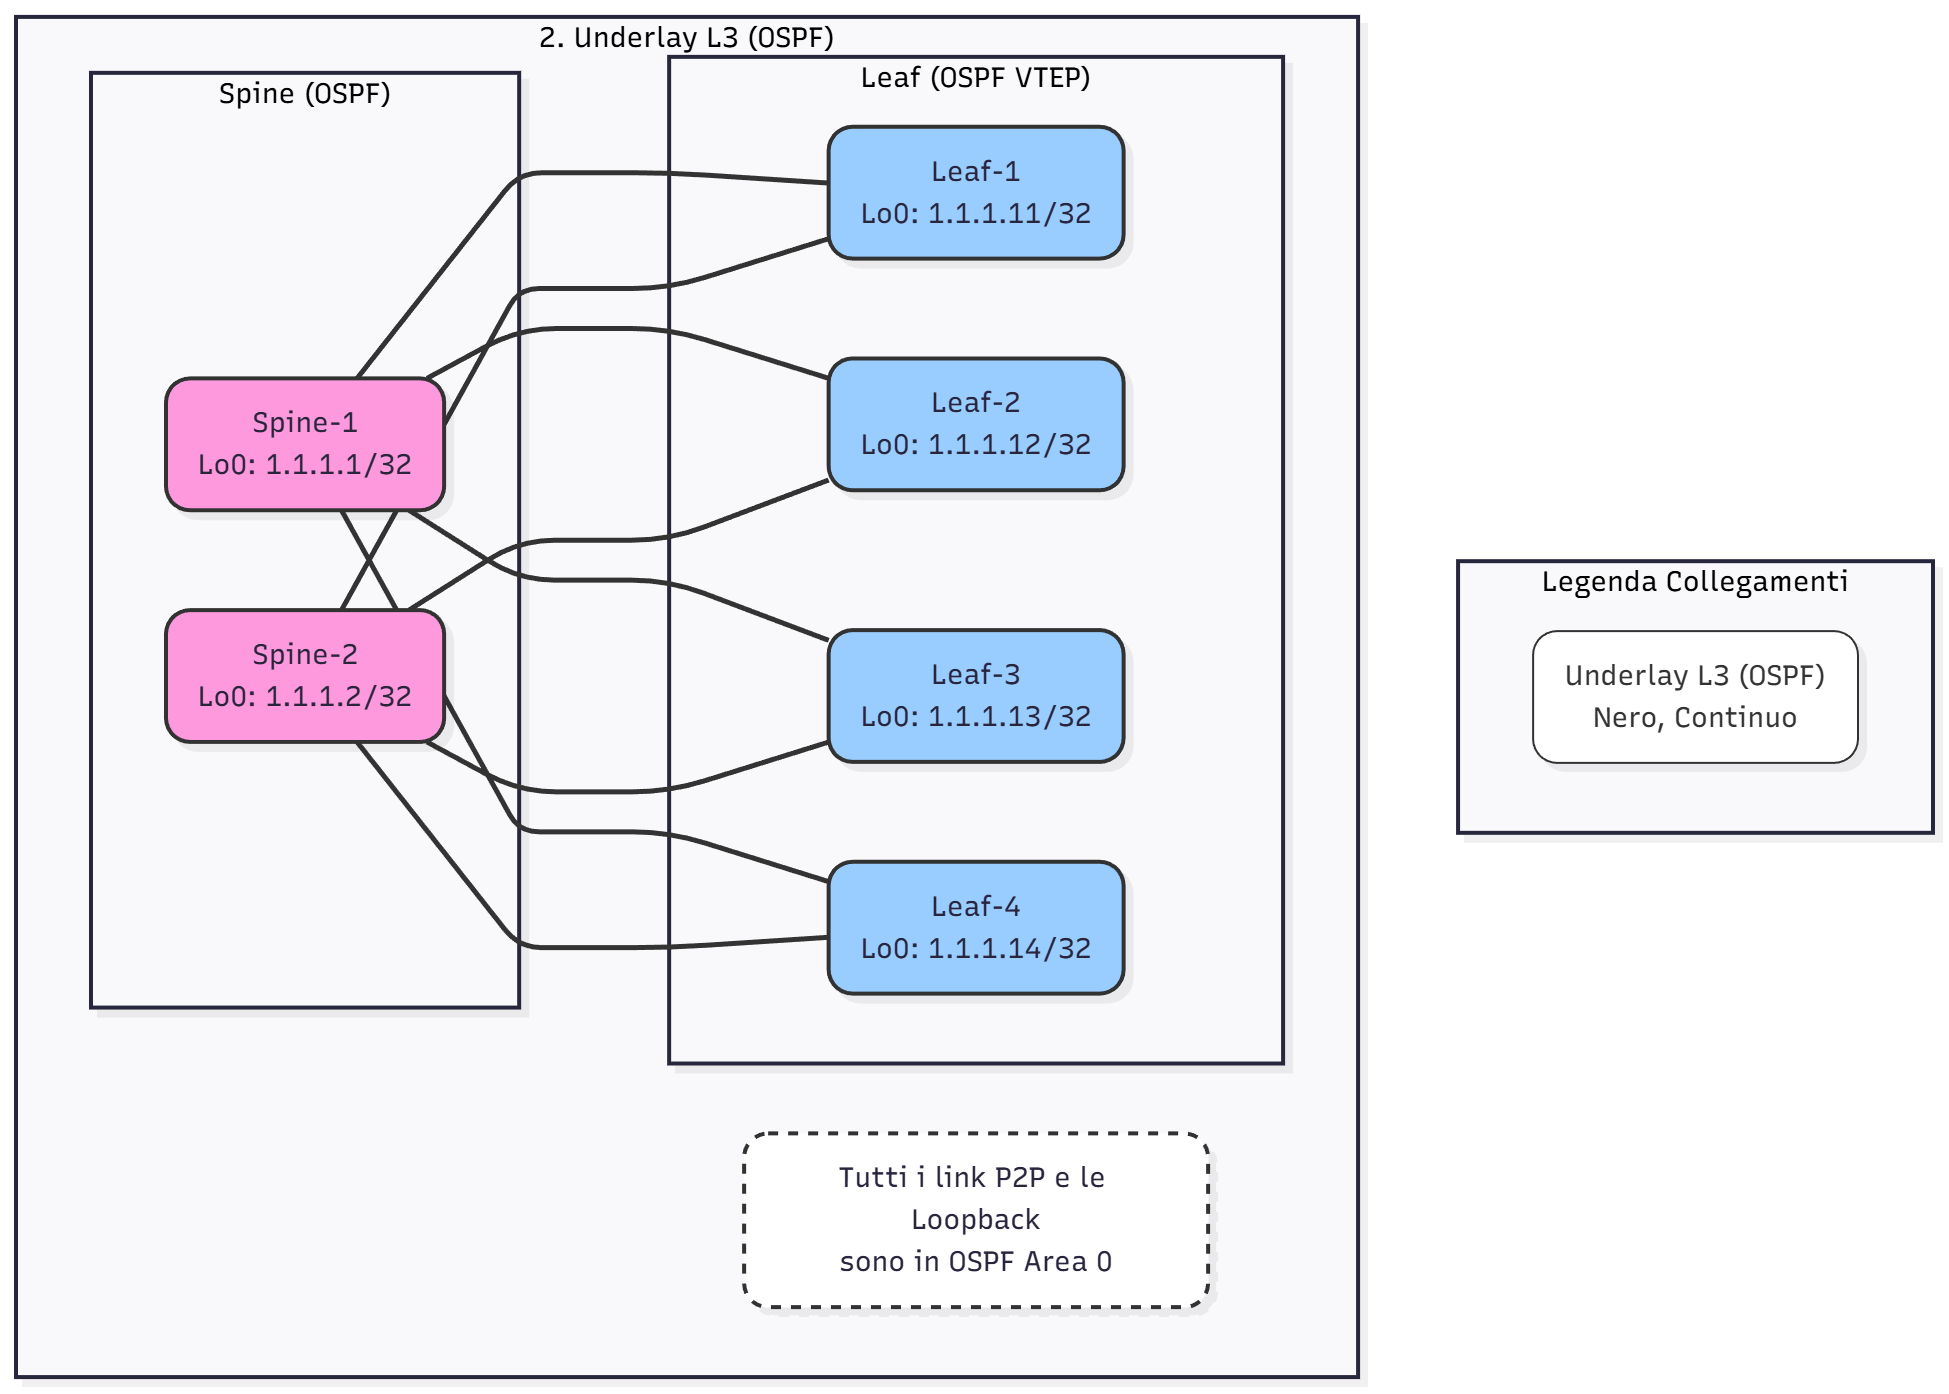 2. Underlay L3 (OSPF)
Spine (OSPF)
Spine-1
Lo0: 1.1.1.1/32
Spine-2
Lo0: 1.1.1.2/32
Leaf (OSPF VTEP)
Leaf-1
Lo0: 1.1.1.11/32
Leaf-2
Lo0: 1.1.1.12/32
Leaf-3
Lo0: 1.1.1.13/32
Leaf-4
Lo0: 1.1.1.14/32
Tutti i link P2P e le
Loopback
sono in OSPF Area 0
Legenda Collegamenti
Underlay L3 (OSPF)
Nero, Continuo